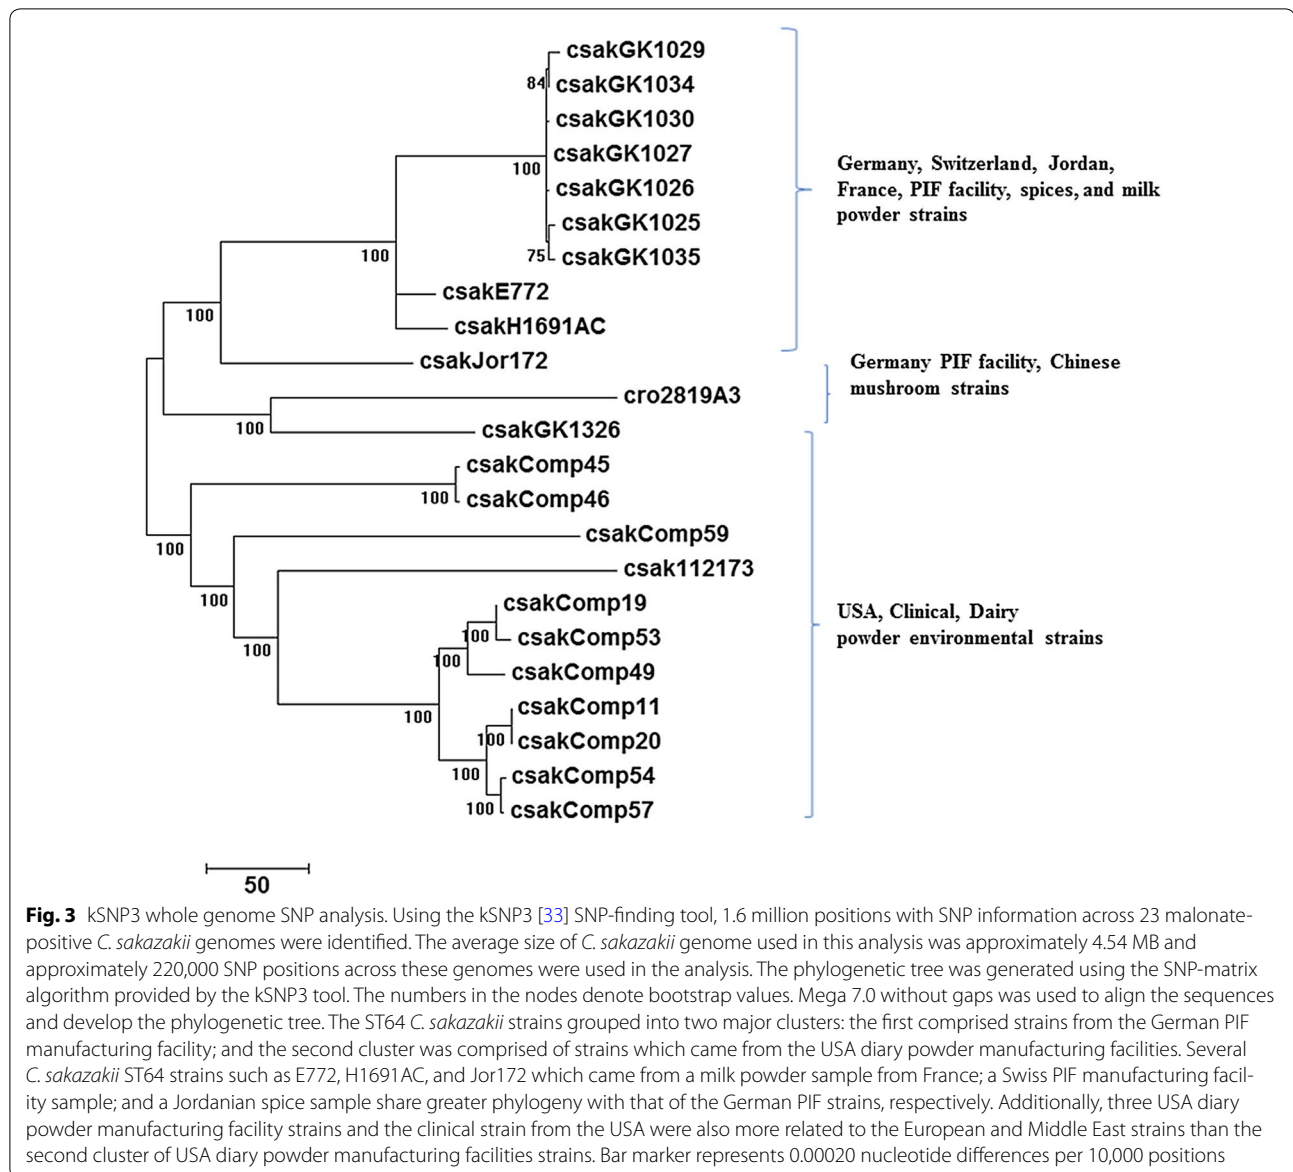 csakGK1029
84
csakGK1034
csakGK1030
csakGK1027
100
csakGK1026
csakGK1025
75
csakGK1035
100
csakE772
csakH1691AC
100
csakJor172
cro2819A3
100
csakGK1326
csakComp45
100
csakComp46
csakComp59
100
csak112173
100
csakComp19
100
csakComp53
100
100
csakComp49
csakComp11
100
100
csakComp20
100
csakComp54
100
csakComp57
Germany, Switzerland, Jordan,
France, PIF facility, spices, and milk
powder strains
Germany PIF facility, Chinese
mushroom strains
USA, Clinical, Dairy
powder environmental strains
50
Fig. 3 kSNP3 whole genome SNP analysis. Using the kSNP3 [33] SNP-finding tool, 1.6 million positions with SNP information across 23 malonate-
positive C. sakazakii genomes were identified. The average size of C. sakazakii genome used in this analysis was approximately 4.54 MB and
approximately 220,000 SNP positions across these genomes were used in the analysis. The phylogenetic tree was generated using the SNP-matrix
algorithm provided by the kSNP3 tool. The numbers in the nodes denote bootstrap values. Mega 7.0 without gaps was used to align the sequences
and develop the phylogenetic tree. The ST64 C. sakazakii strains grouped into two major clusters: the first comprised strains from the German PIF
manufacturing facility; and the second cluster was comprised of strains which came from the USA diary powder manufacturing facilities. Several
C. sakazakii ST64 strains such as E772, H1691AC, and Jor172 which came from a milk powder sample from France; a Swiss PIF manufacturing facil-
ity sample; and a Jordanian spice sample share greater phylogeny with that of the German PIF strains, respectively. Additionally, three USA diary
powder manufacturing facility strains and the clinical strain from the USA were also more related to the European and Middle East strains than the
second cluster of USA diary powder manufacturing facilities strains. Bar marker represents 0.00020 nucleotide differences per 10,000 positions